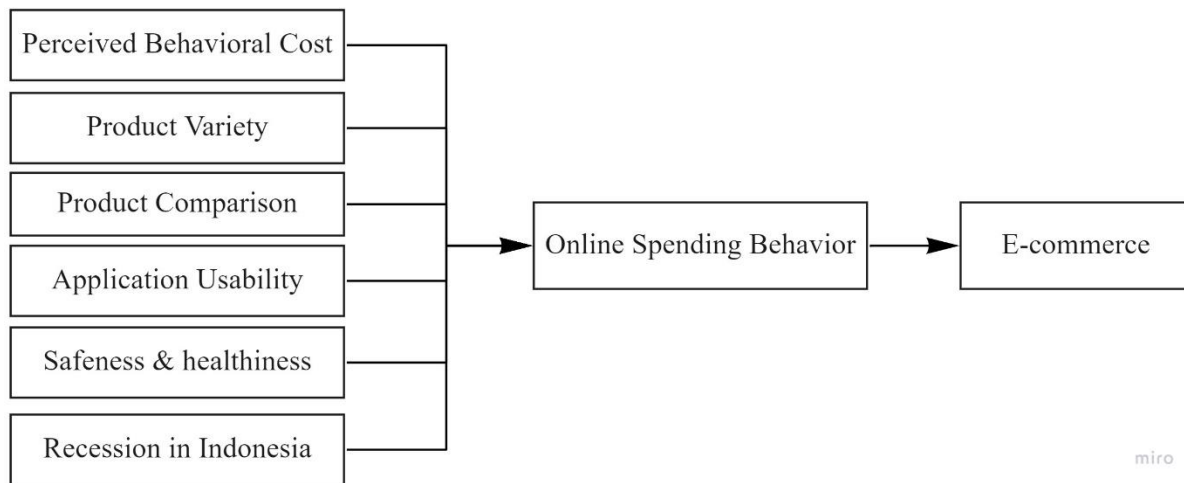 Perceived Behavioral Cost
Product Variety
Product Comparison
Application Usability
Safeness & healthiness
Recession in Indonesia
Online Spending Behavior
E-commerce
miro